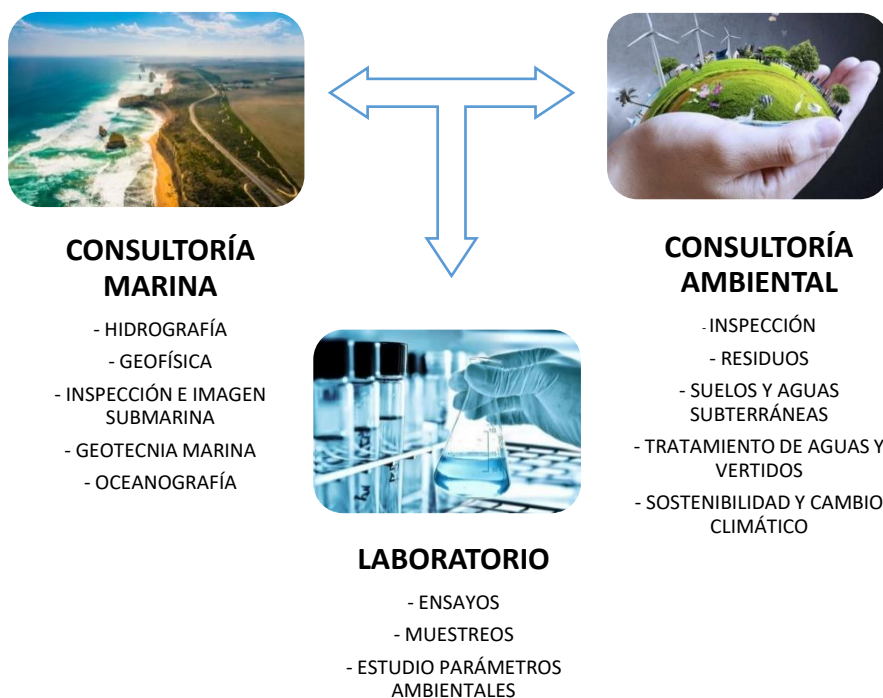 CONSULTORÍA
MARINA
- HIDROGRAFÍA
- GEOFÍSICA
- INSPECCIÓN E IMAGEN
SUBMARINA
- GEOTECNIA MARINA
- OCEANOGRAFÍA
CONSULTORÍA
AMBIENTAL
- INSPECCIÓN
- RESIDUOS
- SUELOS Y AGUAS
SUBTERRÁNEAS
- TRATAMIENTO DE AGUAS Y
VERTIDOS
- SOSTENIBILIDAD Y CAMBIO
CLIMÁTICO
LABORATORIO
- ENSAYOS
- MUESTREOS
- ESTUDIO PARÁMETROS
AMBIENTALES